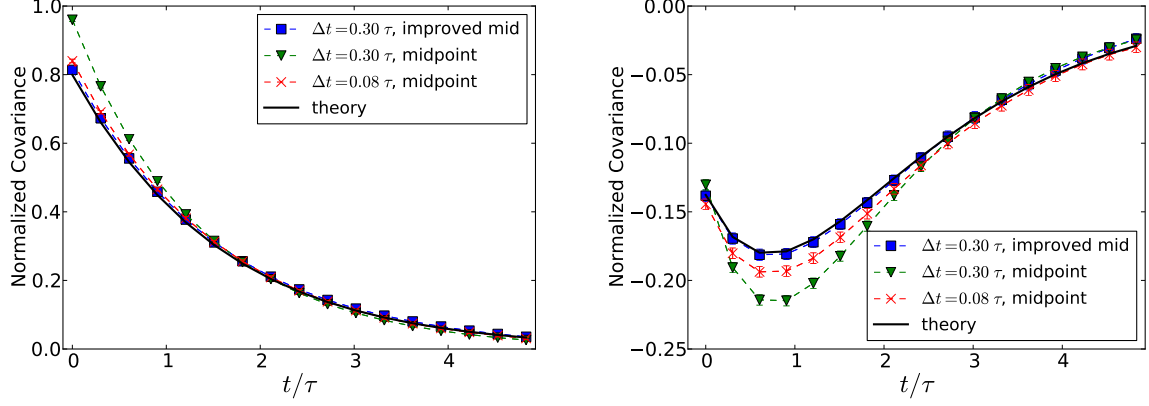 1.0
0.8
0.6
0.4
0.2
0.0
Normalized Covariance
0 1 2 3 4
t/τ
Δt=0.30 τ, improved mid
Δt=0.30 τ, midpoint
Δt=0.08 τ, midpoint
theory
0.00
−0.05
−0.10
−0.15
−0.20
−0.25
Normalized Covariance
0 1 2 3 4
t/τ
Δt=0.30 τ, improved mid
Δt=0.30 τ, midpoint
Δt=0.08 τ, midpoint
theory